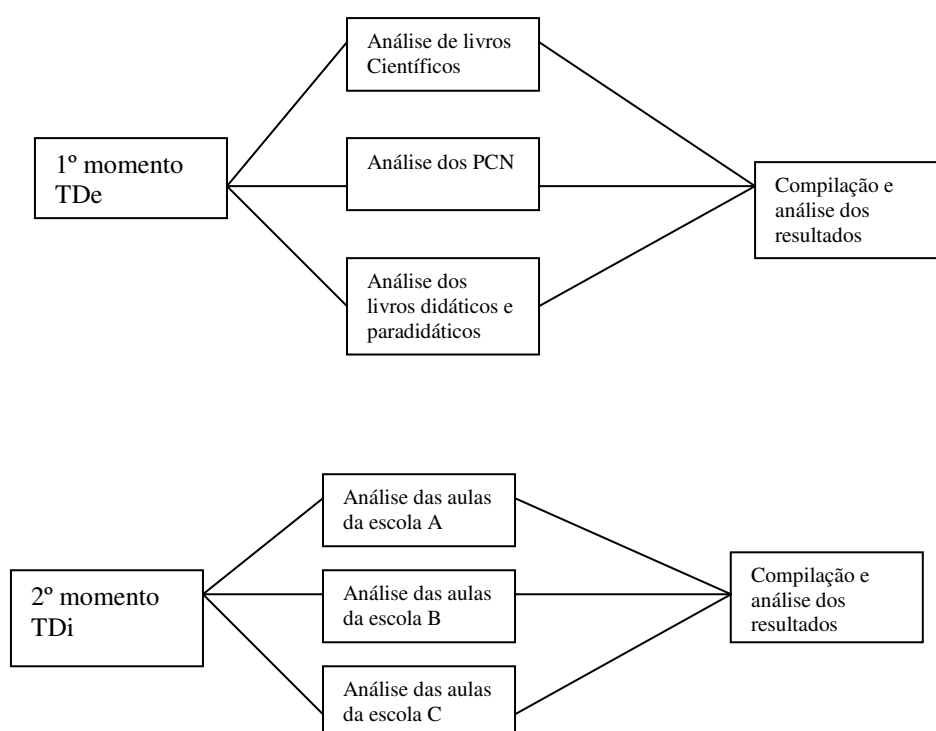 1º momento
TDe
Análise de livros
Científicos
Análise dos PCN
Análise dos
livros didáticos e
paradidáticos
Compilação e
análise dos
resultados
2º momento
TDi
Análise das aulas
da escola A
Análise das aulas
da escola B
Análise das aulas
da escola C
Compilação e
análise dos
resultados